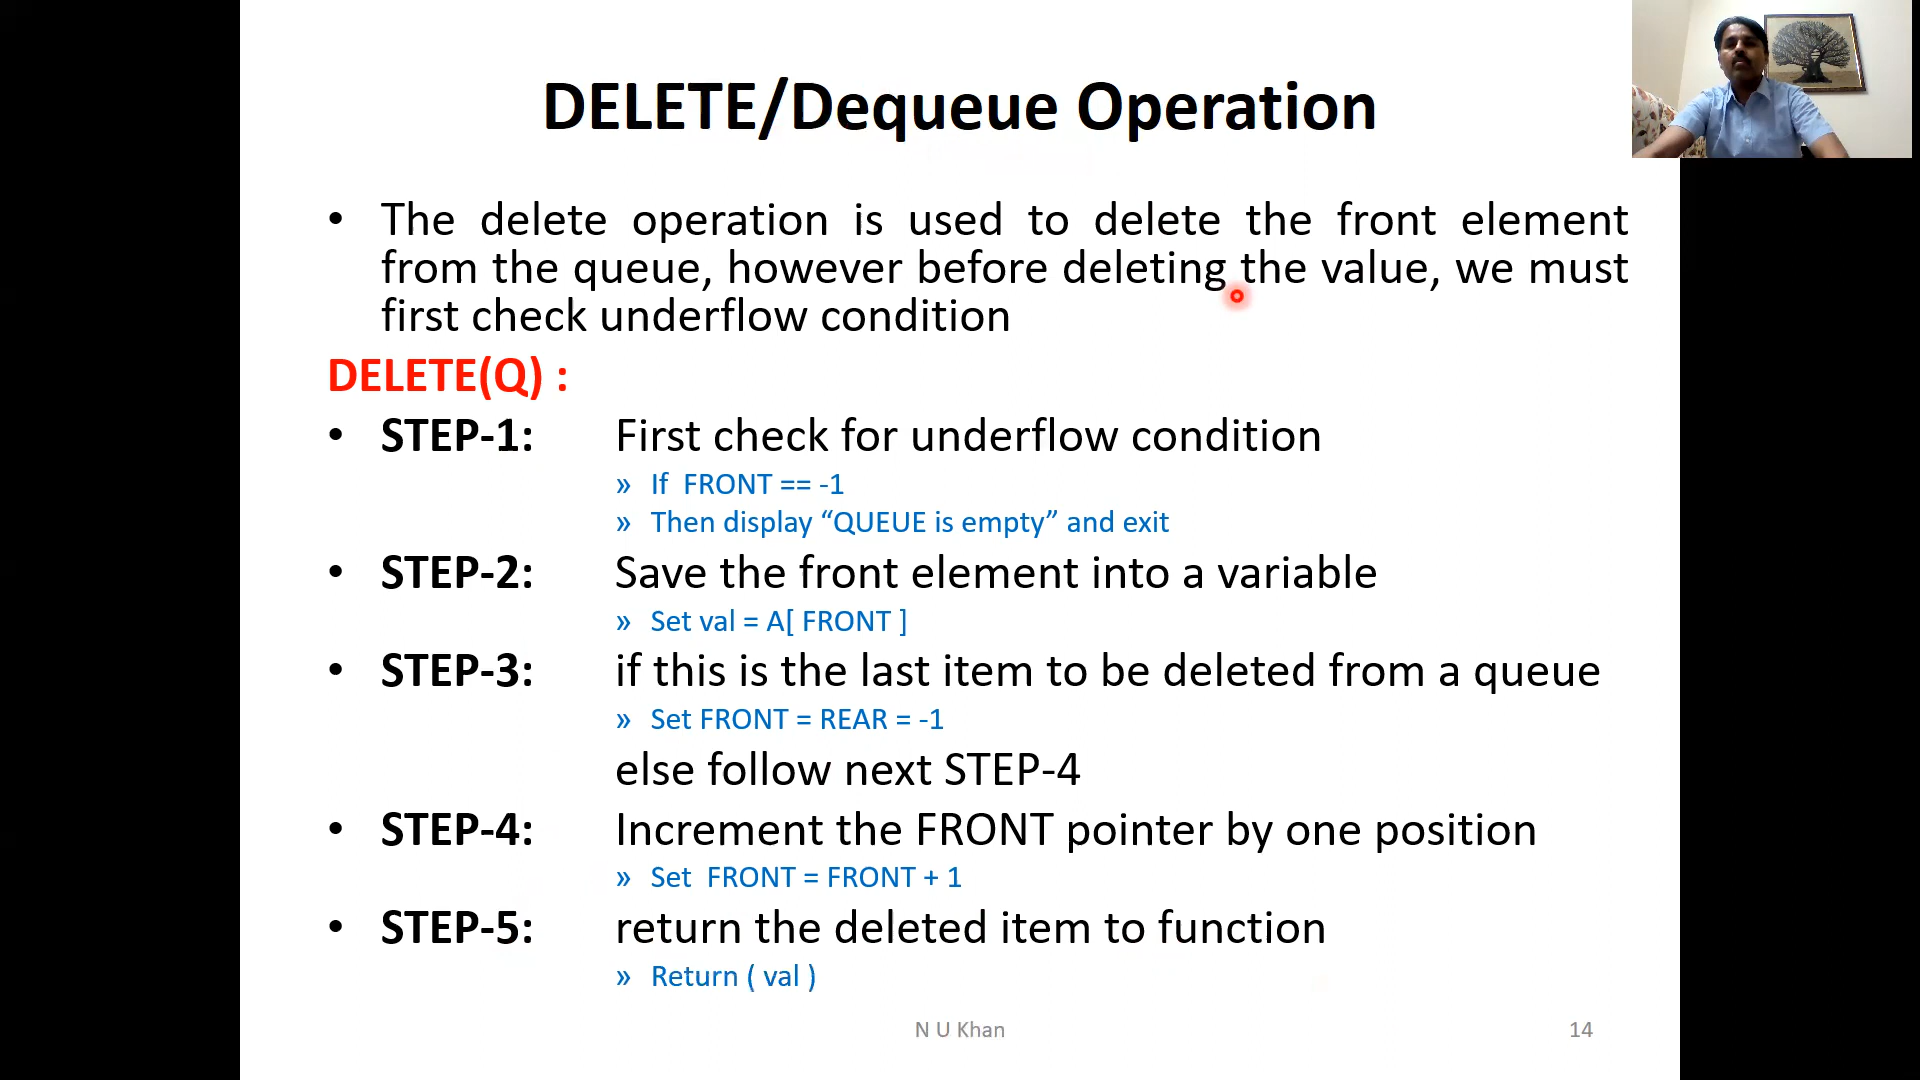 DELETE/Dequeue Operation
• The delete operation is used to delete the front element
from the queue, however before deleting the value, we must
first check underflow condition
DELETE(Q) :
• STEP-1: First check for underflow condition
» If FRONT == -1
» Then display “QUEUE is empty” and exit
• STEP-2: Save the front element into a variable
» Set val = A[ FRONT ]
• STEP-3: if this is the last item to be deleted from a queue
» Set FRONT = REAR = -1
else follow next STEP-4
• STEP-4: Increment the FRONT pointer by one position
» Set FRONT = FRONT + 1
• STEP-5: return the deleted item to function
» Return ( val )
N U Khan 14